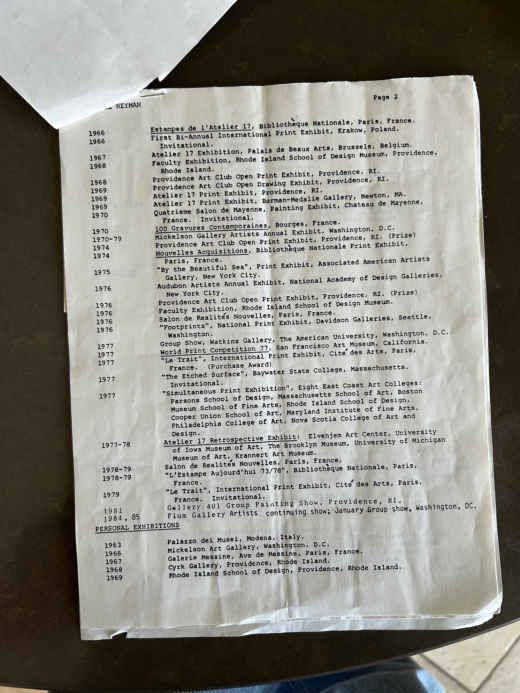 REYMAN Page 2
1966 Estampes de l'Atelier 17, Bibliothèque Nationale, Paris, France.
1966 First Bi-Annual International Print Exhibit, Krakow, Poland.
Invitational.
1967 Atelier 17 Exhibition, Palais de Beaux Arts, Brussels, Belgium.
1968 Faculty Exhibition, Rhode Island School of Design Museum, Providence,
Rhode Island.
1968 Providence Art Club Open Print Exhibit, Providence, RI.
1969 Providence Art Club Open Drawing Exhibit, Providence, RI.
1969 Atelier 17 Print Exhibit, Providence, RI.
1969 Atelier 17 Print Exhibit, Berman-Medalie Gallery, Newton, MA.
1970 Quatrieme Salon de Mayenne, Painting Exhibit, Chateau de Mayenne,
France. Invitational.
1970 100 Gravures Contemporaines, Bourges, France.
1970-79 Mickelson Gallery Artists Annual Exhibit, Washington, D.C.
1974 Providence Art Club Open Print Exhibit, Providence, RI. (Prize)
1974 Nouvelles Acquisitions, Bibliothèque Nationale Print Exhibit,
Paris, France.
1975 "By the Beautiful Sea", Print Exhibit, Associated American Artists
Gallery, New York City.
1976 Audubon Artists Annual Exhibit, National Academy of Design Galleries,
New York City.
1976 Providence Art Club Open Print Exhibit, Providence, RI. (Prize)
1976 Faculty Exhibition, Rhode Island School of Design Museum.
1976 Salon de Realités Nouvelles, Paris, France.
1976 "Footprints", National Print Exhibit, Davidson Galleries, Seattle,
Washington.
1977 Group Show, Watkins Gallery, The American University, Washington, D.C.
1977 World Print Competition 77, San Francisco Art Museum, California.
1977 "Le Trait", International Print Exhibit, Cité des Arts, Paris,
France. (Purchase Award)
1977 "The Etched Surface", Baywater State College, Massachusetts.
Invitational.
1977 "Simultaneous Print Exhibition", Eight East Coast Art Colleges:
Parsons School of Design, Massachusetts School of Art, Boston
Museum School of Fine Arts, Rhode Island School of Design,
Cooper Union School of Art, Maryland Institute of Fine Arts,
Philadelphia College of Art, Nova Scotia College of Art and
Design.
1977-78 Atelier 17 Retrospective Exhibit: Elvehjem Art Center, University
of Iowa Museum of Art, The Brooklyn Museum, University of Michigan
Museum of Art, Krannert Art Museum.
1978-79 Salon de Realites Nouvelles, Paris, France.
1978-79 "L'Estampe Aujourd'hui 73/78", Bibliothèque Nationale, Paris,
France.
1979 "Le Trait", International Print Exhibit, Cité des Arts, Paris,
France. Invitational.
1981 Gallery 401 Group Painting Show, Providence, RI.
1984, 85 Plum Gallery Artists continuing show; January Group show, Washington, DC,
PERSONAL EXHIBITIONS
1963 Palazzo dei Musei, Modena, Italy.
1966 Mickelson Art Gallery, Washington, D.C.
1967 Galerie Messine, Ave de Messine, Paris, France.
1968 Cyrk Gallery, Providence, Rhode Island.
1969 Rhode Island School of Design, Providence, Rhode Island.